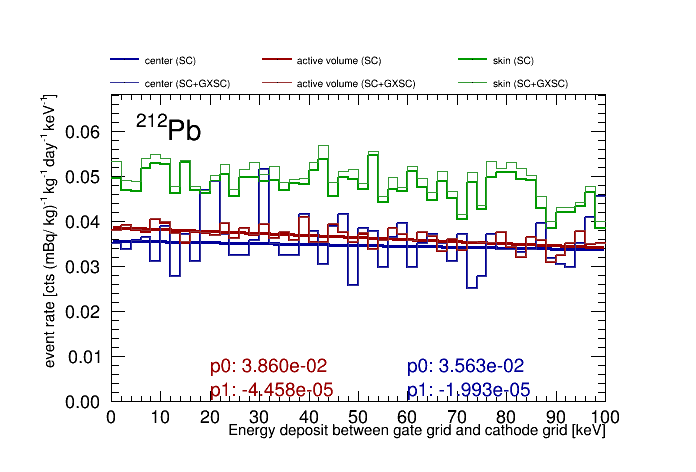 center (SC) active volume (SC) skin (SC)
center (SC+GXSC) active volume (SC+GXSC) skin (SC+GXSC)
²¹²Pb
event rate [cts (mBq/ kg)⁻¹ kg⁻¹ day⁻¹ keV⁻¹]
0.06
0.05
0.04
0.03
0.02
0.01
0.00
p0: 3.860e-02 p0: 3.563e-02
p1: -4.458e-05 p1: -1.993e-05
0 10 20 30 40 50 60 70 80 90 100
Energy deposit between gate grid and cathode grid [keV]